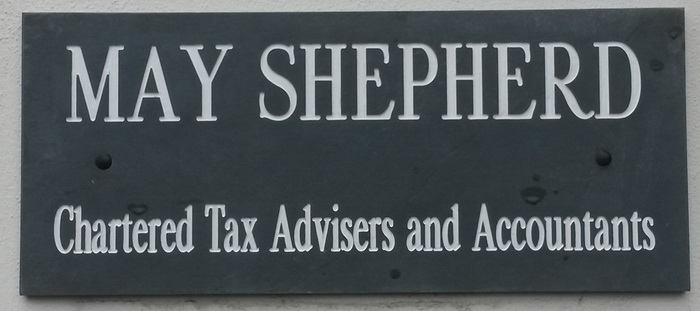 MAY SHEPHERD
Chartered Tax Advisers and Accountants